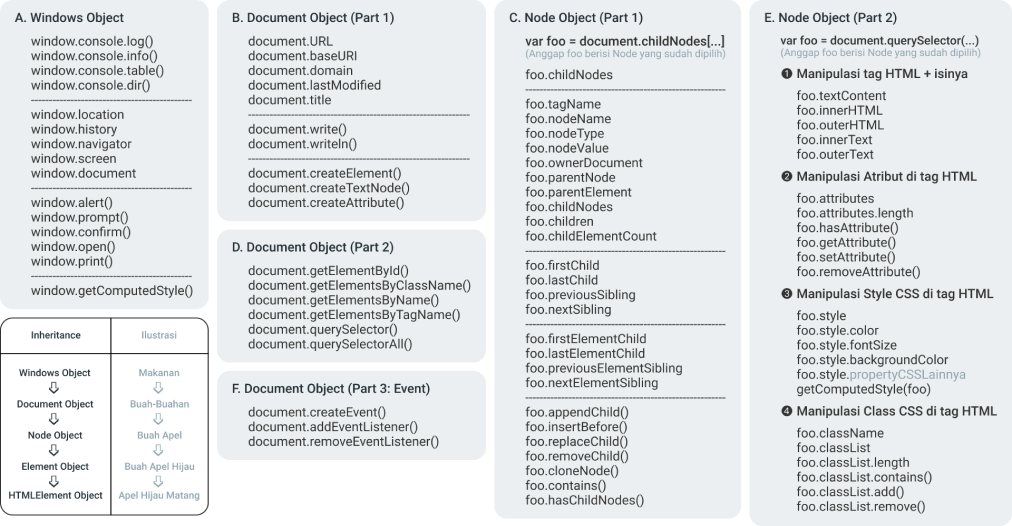 A. Windows Object
window.console.log()
window.console.info()
window.console.table()
window.console.dir()
window.location
window.history
window.navigator
window.screen
window.document
window.alert()
window.prompt()
window.confirm()
window.open()
window.print()
window.getComputedStyle()
Inheritance
Ilustrasi
Windows Object
Makanan
Document Object
Buah-Buahan
Node Object
Buah Apel
Element Object
Buah Apel Hijau
HTMLElement Object
Apel Hijau Matang
B. Document Object (Part 1)
document.URL
document.baseURI
document.domain
document.lastModified
document.title
document.write()
document.writeln()
document.createElement()
document.createTextNode()
document.createAttribute()
D. Document Object (Part 2)
document.getElementById()
document.getElementsByClassName()
document.getElementsByName()
document.getElementsByTagName()
document.querySelector()
document.querySelectorAll()
F. Document Object (Part 3: Event)
document.createEvent()
document.addEventListener()
document.removeEventListener()
C. Node Object (Part 1)
var foo = document.childNodes[...]
(Anggap foo berisi Node yang sudah dipilih)
foo.childNodes
foo.tagName
foo.nodeName
foo.nodeType
foo.nodeValue
foo.ownerDocument
foo.parentNode
foo.parentElement
foo.childNodes
foo.children
foo.childElementCount
foo.firstChild
foo.lastChild
foo.previousSibling
foo.nextSibling
foo.firstElementChild
foo.lastElementChild
foo.previousElementSibling
foo.nextElementSibling
foo.appendChild()
foo.insertBefore()
foo.replaceChild()
foo.removeChild()
foo.cloneNode()
foo.contains()
foo.hasChildNodes()
E. Node Object (Part 2)
var foo = document.querySelector(...)
(Anggap foo berisi Node yang sudah dipilih)
❶ Manipulasi tag HTML + isinya
foo.textContent
foo.innerHTML
foo.outerHTML
foo.innerText
foo.outerText
❷ Manipulasi Atribut di tag HTML
foo.attributes
foo.attributes.length
foo.hasAttribute()
foo.getAttribute()
foo.setAttribute()
foo.removeAttribute()
❸ Manipulasi Style CSS di tag HTML
foo.style
foo.style.color
foo.style.fontSize
foo.style.backgroundColor
foo.style.propertyCSSLainnya
getComputedStyle(foo)
❹ Manipulasi Class CSS di tag HTML
foo.className
foo.classList
foo.classList.length
foo.classList.contains()
foo.classList.add()
foo.classList.remove()